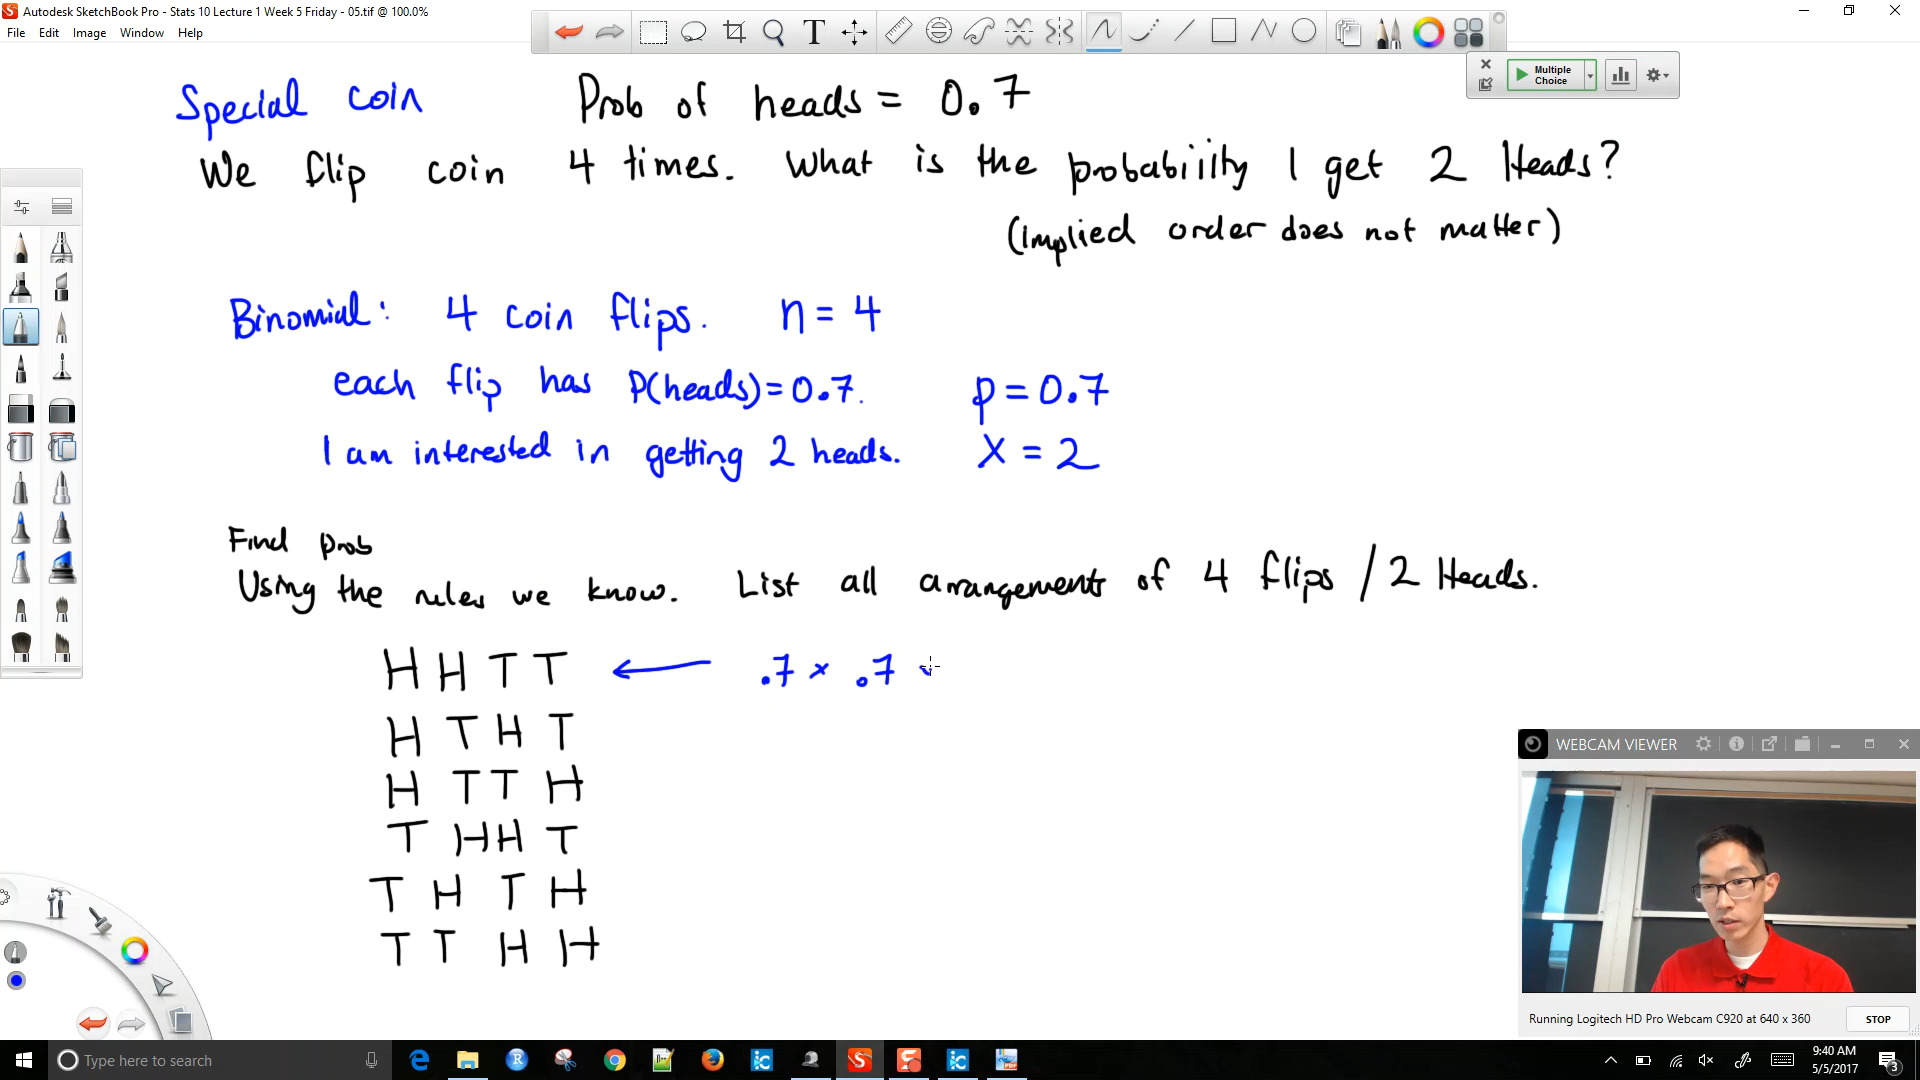 Autodesk SketchBook Pro - Stats 10 Lecture 1 Week 5 Friday - 05.tif @ 100.0%
File Edit Image Window Help
Multiple Choice
Special coin Prob of heads = 0.7
We flip coin 4 times. What is the probability I get 2 Heads?
(implied order does not matter)
Binomial: 4 coin flips. n = 4
each flip has P(heads)=0.7. p = 0.7
I am interested in getting 2 heads. X = 2
Find prob
Using the rules we know. List all arrangements of 4 flips / 2 Heads.
H H T T ← .7 × .7
H T H T
H T T H
T H H T
T H T H
T T H H
WEBCAM VIEWER
Running Logitech HD Pro Webcam C920 at 640 x 360 STOP
Type here to search
9:40 AM
5/5/2017
3